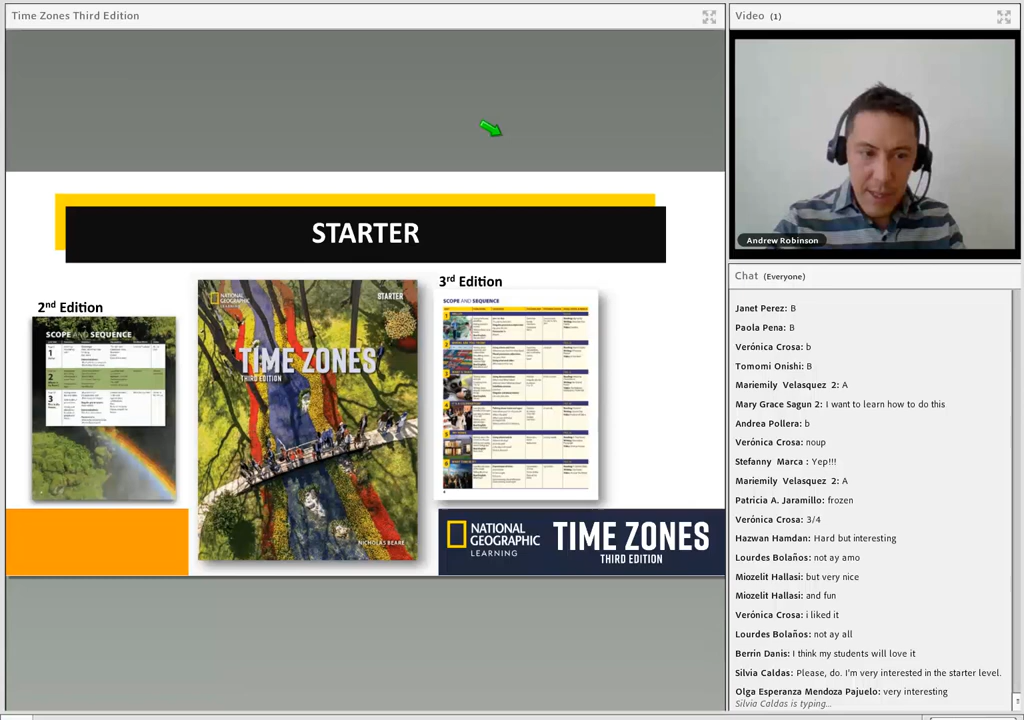 Time Zones Third Edition
STARTER
2nd Edition
SCOPE AND SEQUENCE
1
2
3
NATIONAL
GEOGRAPHIC
LEARNING
STARTER
TIME ZONES
THIRD EDITION
NICHOLAS BEARE
3rd Edition
SCOPE AND SEQUENCE
NATIONAL
GEOGRAPHIC
LEARNING
TIME ZONES
THIRD EDITION
Video (1)
Andrew Robinson
Chat (Everyone)
Janet Perez: B
Paola Pena: B
Verónica Crosa: b
Tomomi Onishi: B
Mariemily Velasquez 2: A
Mary Grace Sagun 2: I want to learn how to do this
Andrea Pollera: b
Verónica Crosa: noup
Stefanny Marca : Yep!!!
Mariemily Velasquez 2: A
Patricia A. Jaramillo: frozen
Verónica Crosa: 3/4
Hazwan Hamdan: Hard but interesting
Lourdes Bolaños: not ay amo
Miozelit Hallasi: but very nice
Miozelit Hallasi: and fun
Verónica Crosa: i liked it
Lourdes Bolaños: not ay all
Berrin Danis: I think my students will love it
Silvia Caldas: Please, do. I'm very interested in the starter level.
Olga Esperanza Mendoza Pajuelo: very interesting
Silvia Caldas is typing...